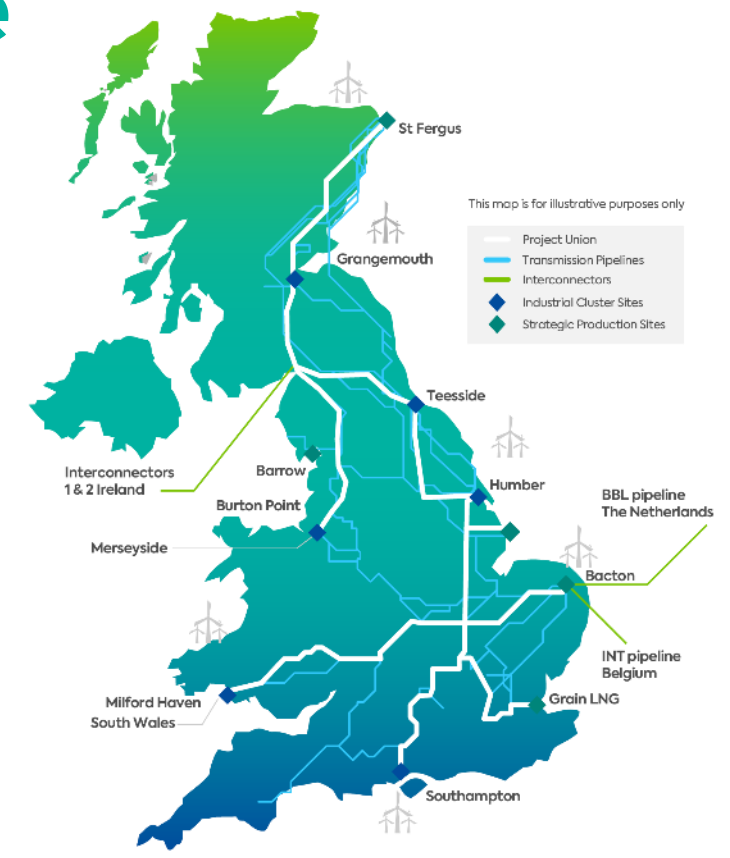 St Fergus
This map is for illustrative purposes only
Project Union
Transmission Pipelines
Interconnectors
Industrial Cluster Sites
Strategic Production Sites
Grangemouth
Teesside
Interconnectors
1 & 2 Ireland
Barrow
Humber
Burton Point
BBL pipeline
The Netherlands
Merseyside
Bacton
INT pipeline
Belgium
Milford Haven
South Wales
Grain LNG
Southampton